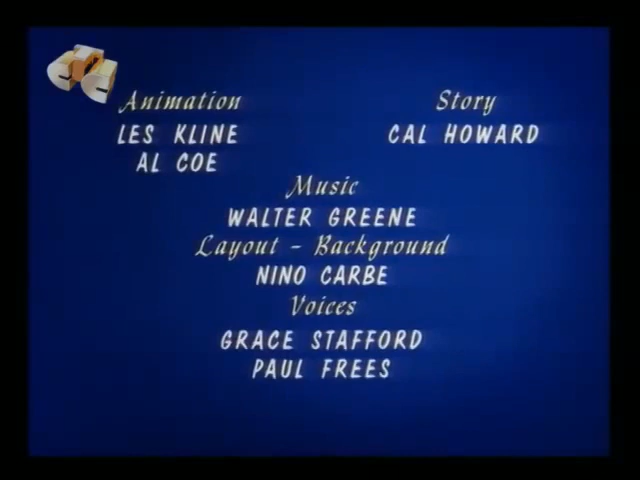 Animation
LES KLINE
AL COE
Story
CAL HOWARD
Music
WALTER GREENE
Layout - Background
NINO CARBE
Voices
GRACE STAFFORD
PAUL FREES